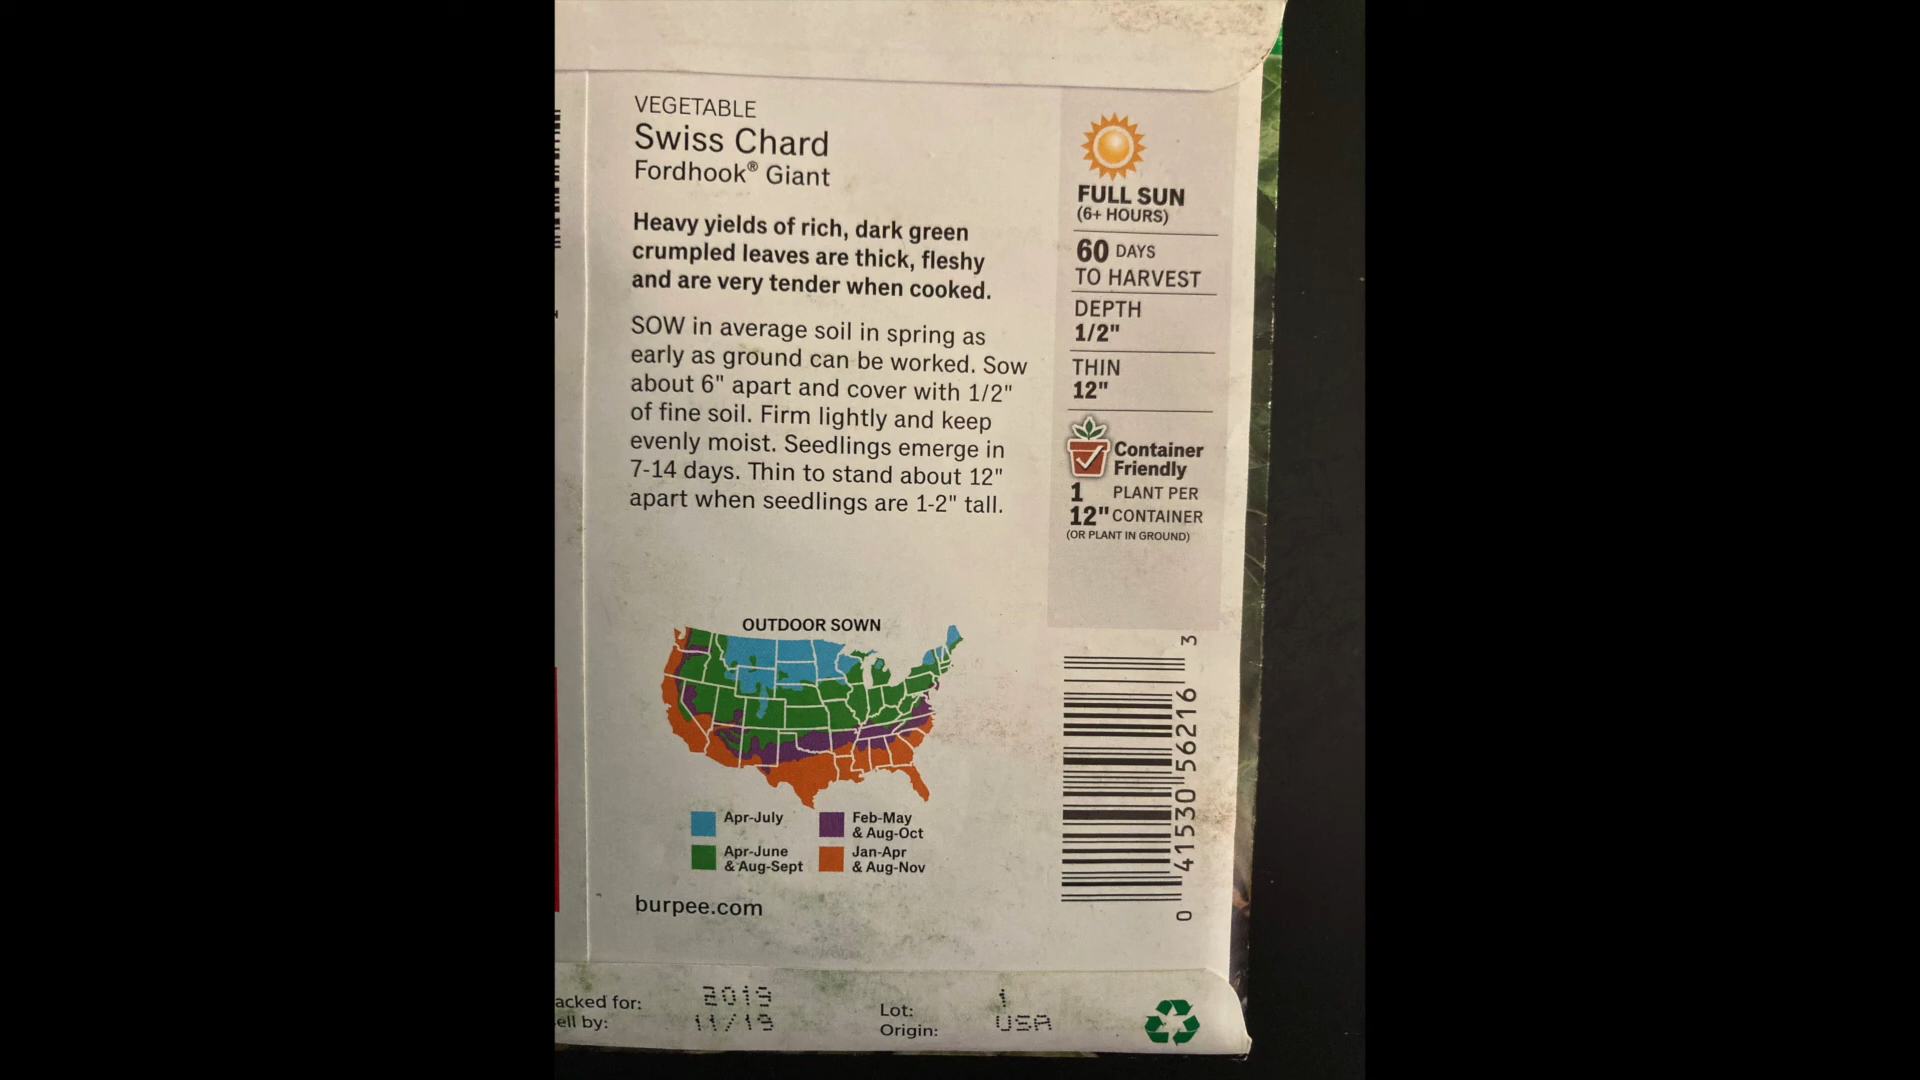 VEGETABLE
Swiss Chard
Fordhook® Giant
Heavy yields of rich, dark green
crumpled leaves are thick, fleshy
and are very tender when cooked.
SOW in average soil in spring as
early as ground can be worked. Sow
about 6" apart and cover with 1/2"
of fine soil. Firm lightly and keep
evenly moist. Seedlings emerge in
7-14 days. Thin to stand about 12"
apart when seedlings are 1-2" tall.
FULL SUN
(6+ HOURS)
60 DAYS
TO HARVEST
DEPTH
1/2"
THIN
12"
Container
Friendly
1 PLANT PER
12" CONTAINER
(OR PLANT IN GROUND)
OUTDOOR SOWN
Apr-July
Apr-June
& Aug-Sept
Feb-May
& Aug-Oct
Jan-Apr
& Aug-Nov
burpee.com
0 41530 56216 3
acked for: 2019
ell by: 11/19
Lot: 1
Origin: USA